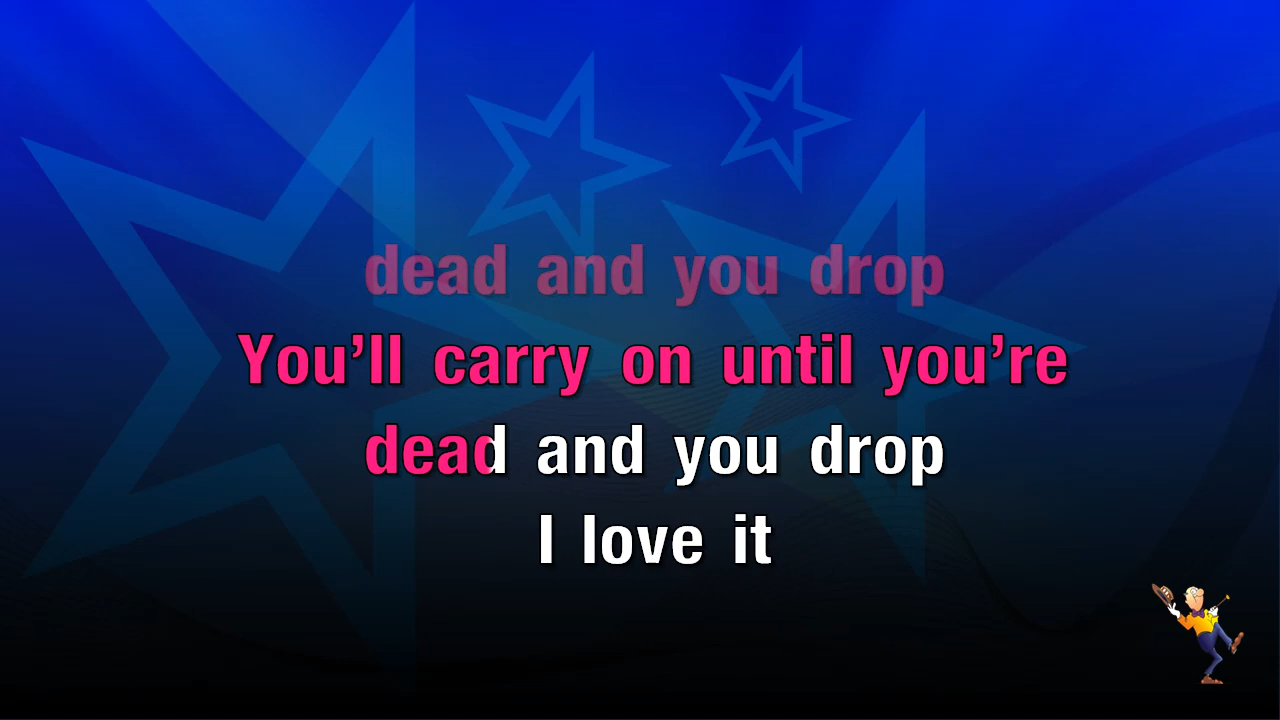 dead and you drop
You’ll carry on until you’re
dead and you drop
I love it